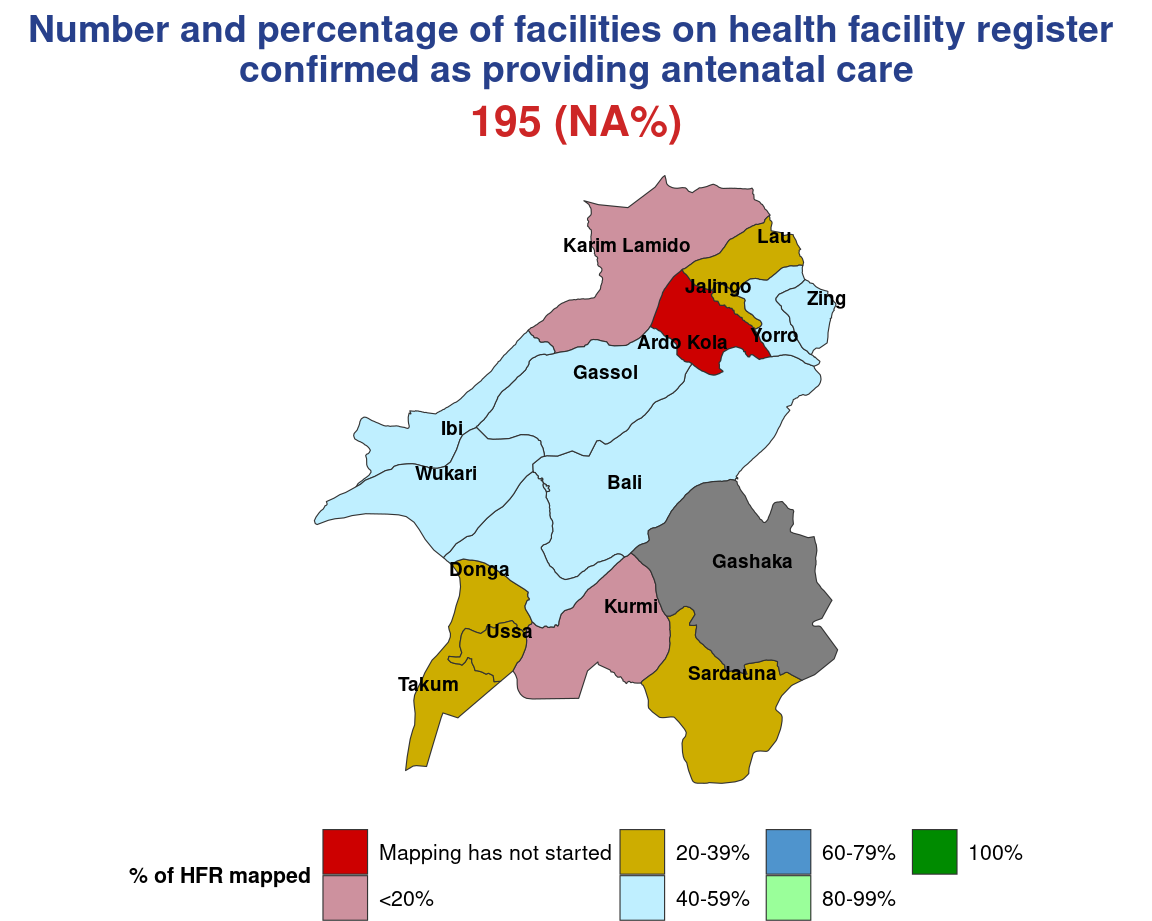 Number and percentage of facilities on health facility register
confirmed as providing antenatal care
195 (NA%)
Karim Lamido
Lau
Jalingo
Zing
Yorro
Ardo Kola
Gassol
Ibi
Wukari
Bali
Gashaka
Donga
Kurmi
Ussa
Sardauna
Takum
% of HFR mapped
Mapping has not started
<20%
20-39%
40-59%
60-79%
80-99%
100%